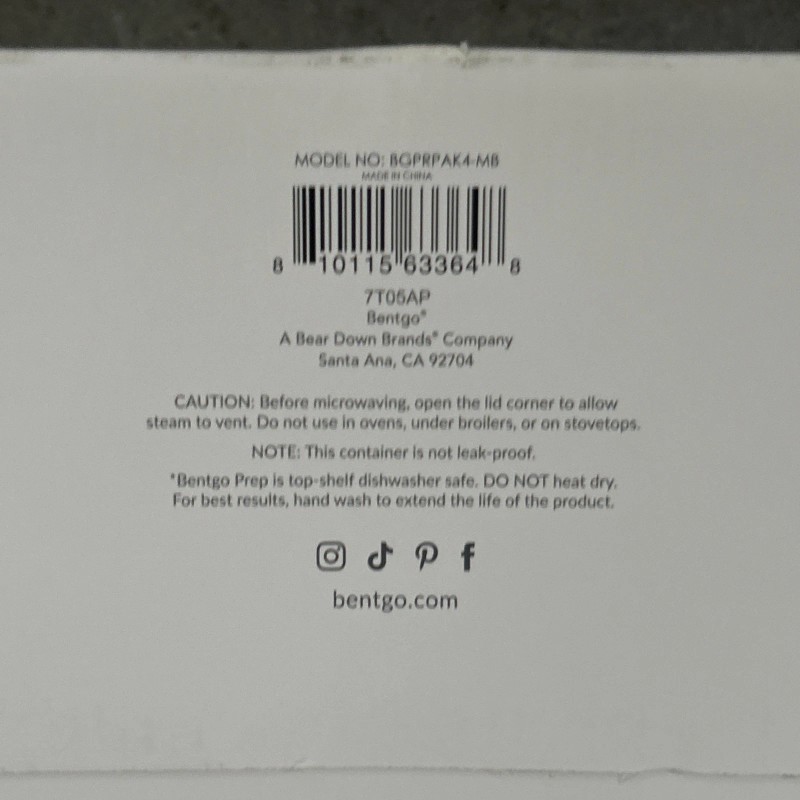 MODEL NO: BGPRPAK4-MB
MADE IN CHINA
8 10115 63364 8
7T05AP
Bentgo®
A Bear Down Brands® Company
Santa Ana, CA 92704
CAUTION: Before microwaving, open the lid corner to allow
steam to vent. Do not use in ovens, under broilers, or on stovetops.
NOTE: This container is not leak-proof.
*Bentgo Prep is top-shelf dishwasher safe. DO NOT heat dry.
For best results, hand wash to extend the life of the product.
bentgo.com